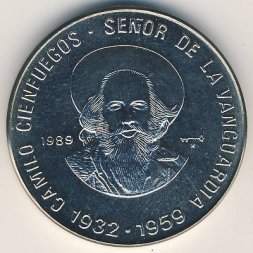 CAMILO CIENFUEGOS · SEÑOR DE LA VANGUARDIA
1932 · 1959
1989